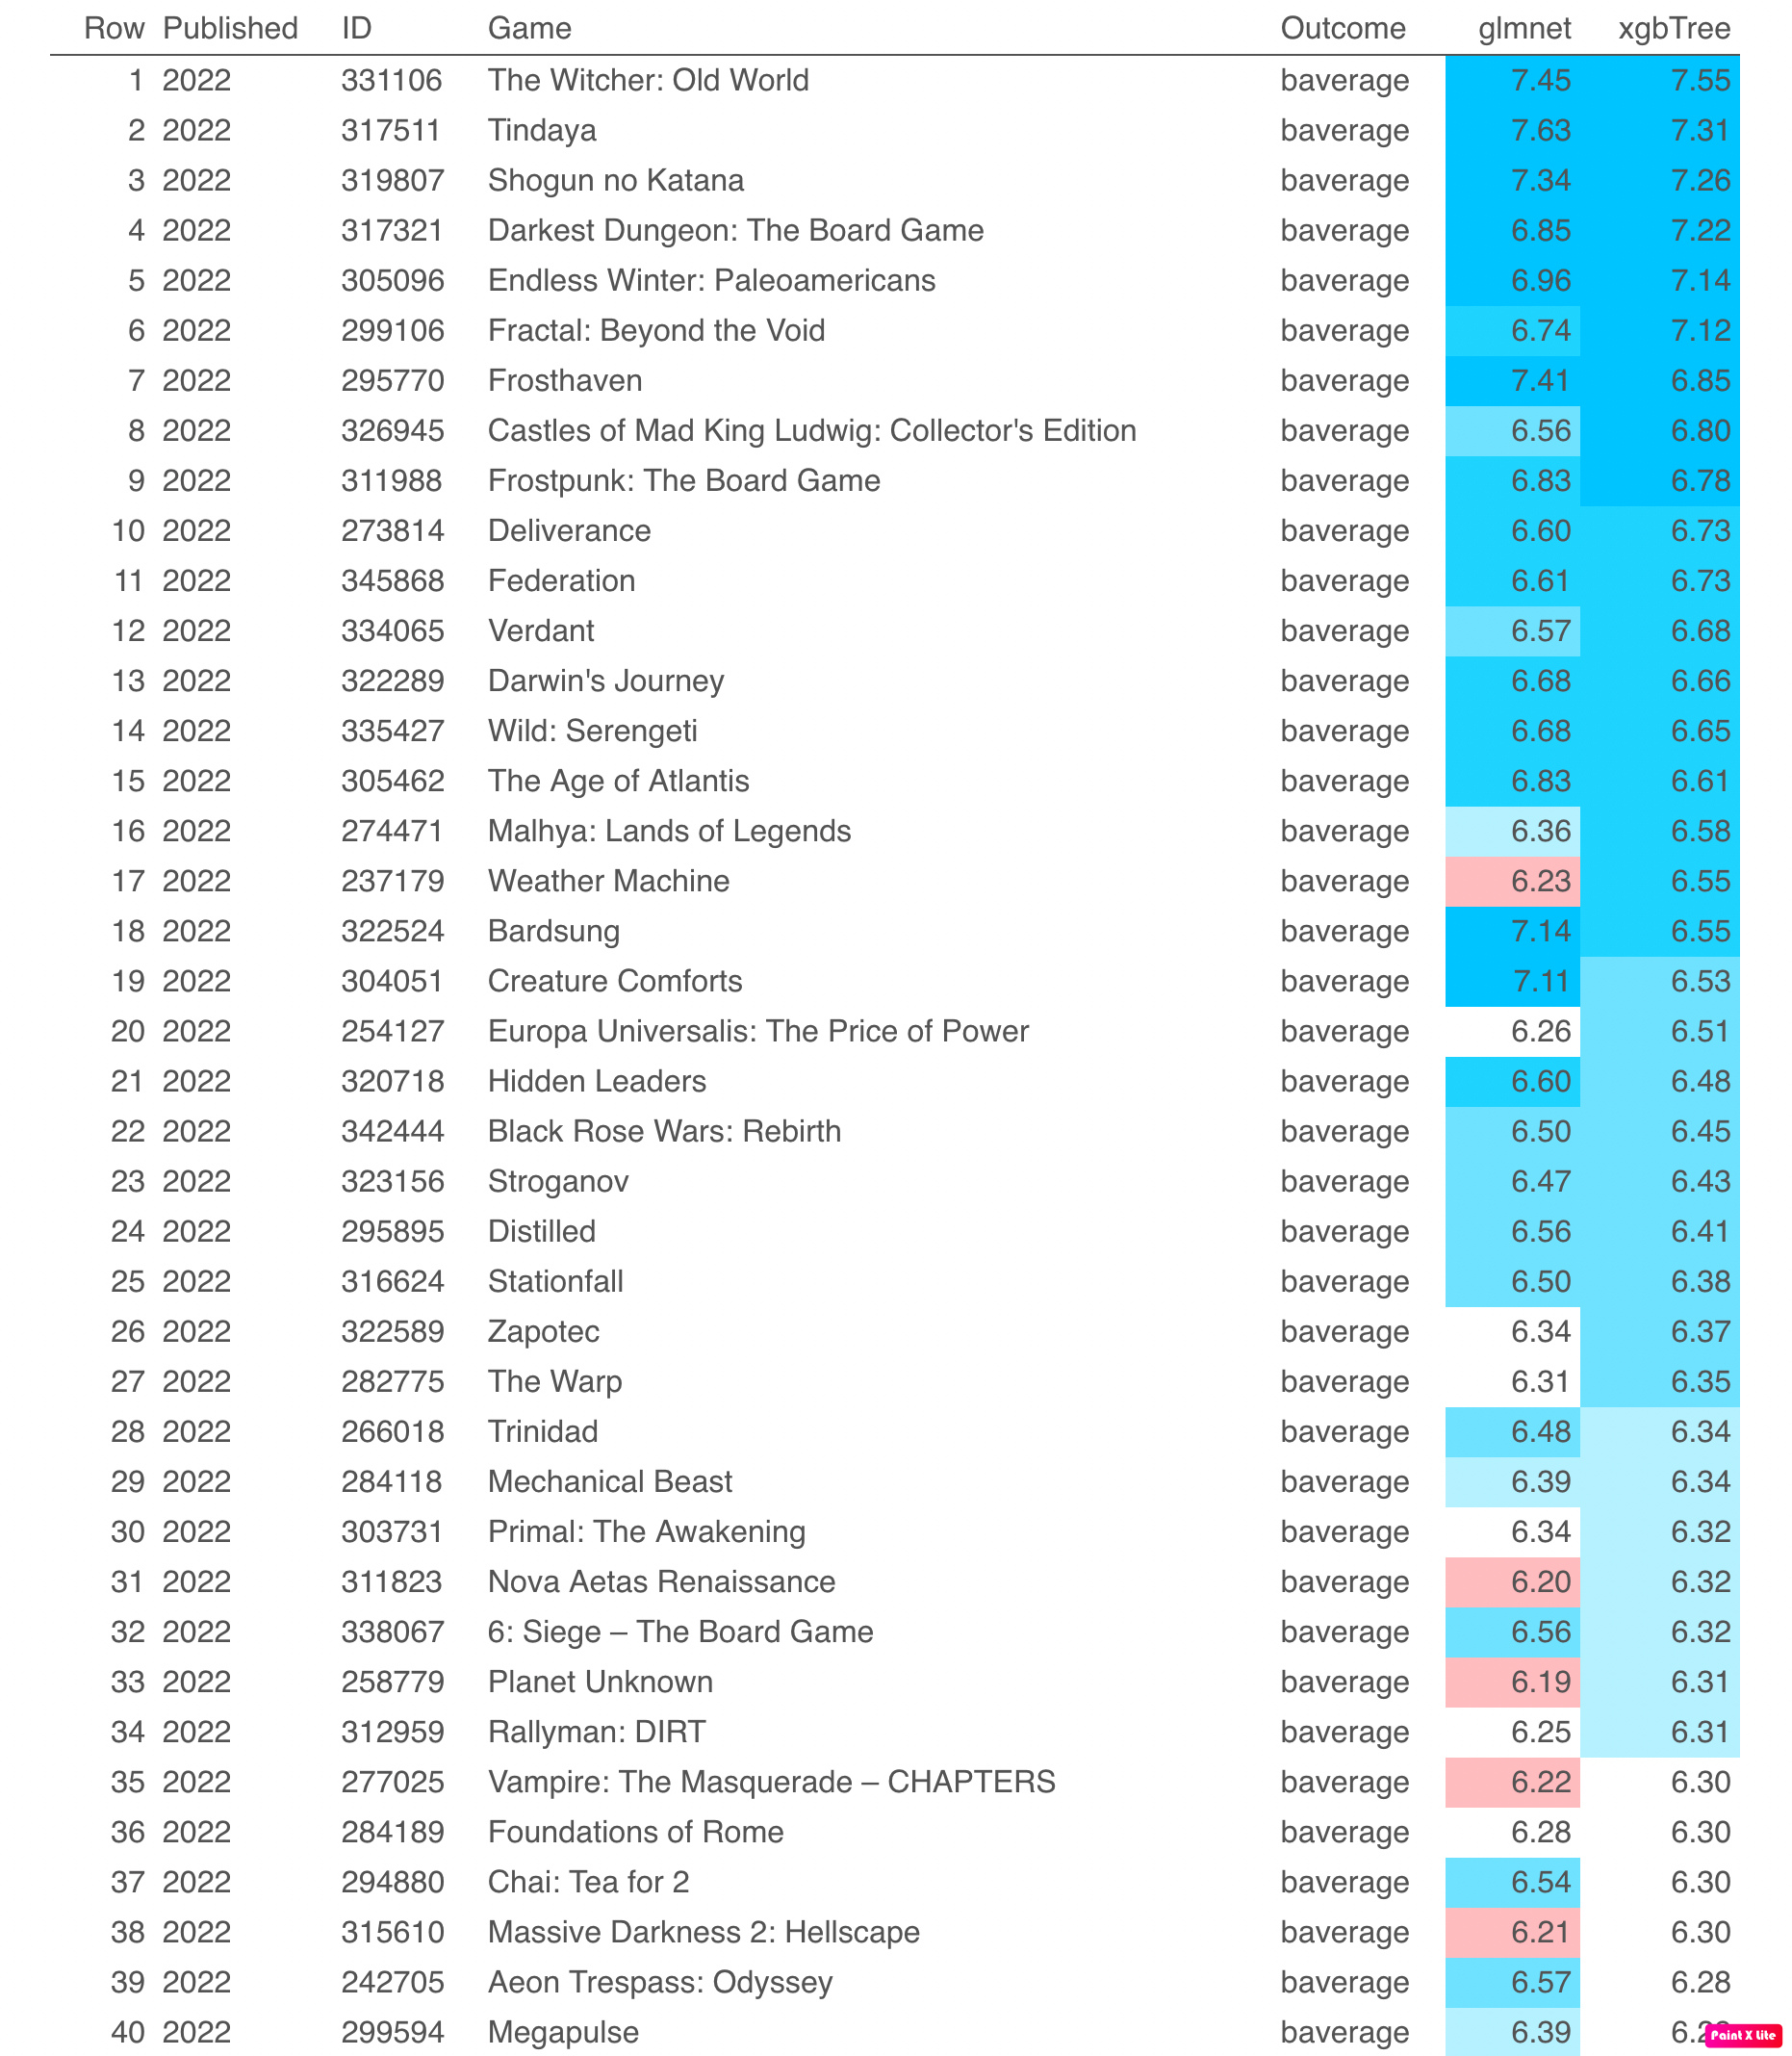 Row Published ID Game Outcome glmnet xgbTree
1 2022 331106 The Witcher: Old World baverage 7.45 7.55
2 2022 317511 Tindaya baverage 7.63 7.31
3 2022 319807 Shogun no Katana baverage 7.34 7.26
4 2022 317321 Darkest Dungeon: The Board Game baverage 6.85 7.22
5 2022 305096 Endless Winter: Paleoamericans baverage 6.96 7.14
6 2022 299106 Fractal: Beyond the Void baverage 6.74 7.12
7 2022 295770 Frosthaven baverage 7.41 6.85
8 2022 326945 Castles of Mad King Ludwig: Collector's Edition baverage 6.56 6.80
9 2022 311988 Frostpunk: The Board Game baverage 6.83 6.78
10 2022 273814 Deliverance baverage 6.60 6.73
11 2022 345868 Federation baverage 6.61 6.73
12 2022 334065 Verdant baverage 6.57 6.68
13 2022 322289 Darwin's Journey baverage 6.68 6.66
14 2022 335427 Wild: Serengeti baverage 6.68 6.65
15 2022 305462 The Age of Atlantis baverage 6.83 6.61
16 2022 274471 Malhya: Lands of Legends baverage 6.36 6.58
17 2022 237179 Weather Machine baverage 6.23 6.55
18 2022 322524 Bardsung baverage 7.14 6.55
19 2022 304051 Creature Comforts baverage 7.11 6.53
20 2022 254127 Europa Universalis: The Price of Power baverage 6.26 6.51
21 2022 320718 Hidden Leaders baverage 6.60 6.48
22 2022 342444 Black Rose Wars: Rebirth baverage 6.50 6.45
23 2022 323156 Stroganov baverage 6.47 6.43
24 2022 295895 Distilled baverage 6.56 6.41
25 2022 316624 Stationfall baverage 6.50 6.38
26 2022 322589 Zapotec baverage 6.34 6.37
27 2022 282775 The Warp baverage 6.31 6.35
28 2022 266018 Trinidad baverage 6.48 6.34
29 2022 284118 Mechanical Beast baverage 6.39 6.34
30 2022 303731 Primal: The Awakening baverage 6.34 6.32
31 2022 311823 Nova Aetas Renaissance baverage 6.20 6.32
32 2022 338067 6: Siege – The Board Game baverage 6.56 6.32
33 2022 258779 Planet Unknown baverage 6.19 6.31
34 2022 312959 Rallyman: DIRT baverage 6.25 6.31
35 2022 277025 Vampire: The Masquerade – CHAPTERS baverage 6.22 6.30
36 2022 284189 Foundations of Rome baverage 6.28 6.30
37 2022 294880 Chai: Tea for 2 baverage 6.54 6.30
38 2022 315610 Massive Darkness 2: Hellscape baverage 6.21 6.30
39 2022 242705 Aeon Trespass: Odyssey baverage 6.57 6.28
40 2022 299594 Megapulse baverage 6.39
Paint X Lite